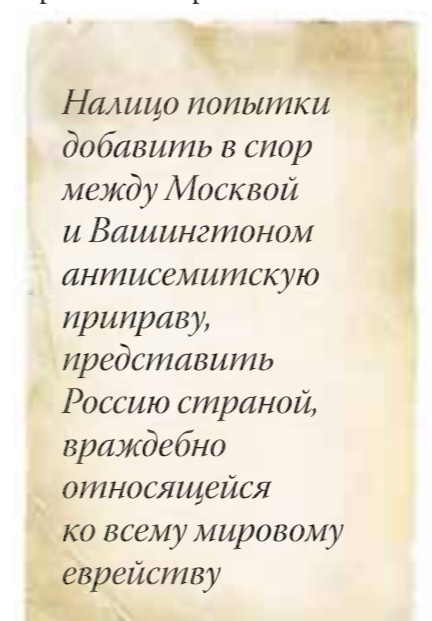 Налицо попытки
добавить в спор
между Москвой
и Вашингтоном
антисемитскую
приправу,
представить
Россию страной,
враждебно
относящейся
ко всему мировому
еврейству